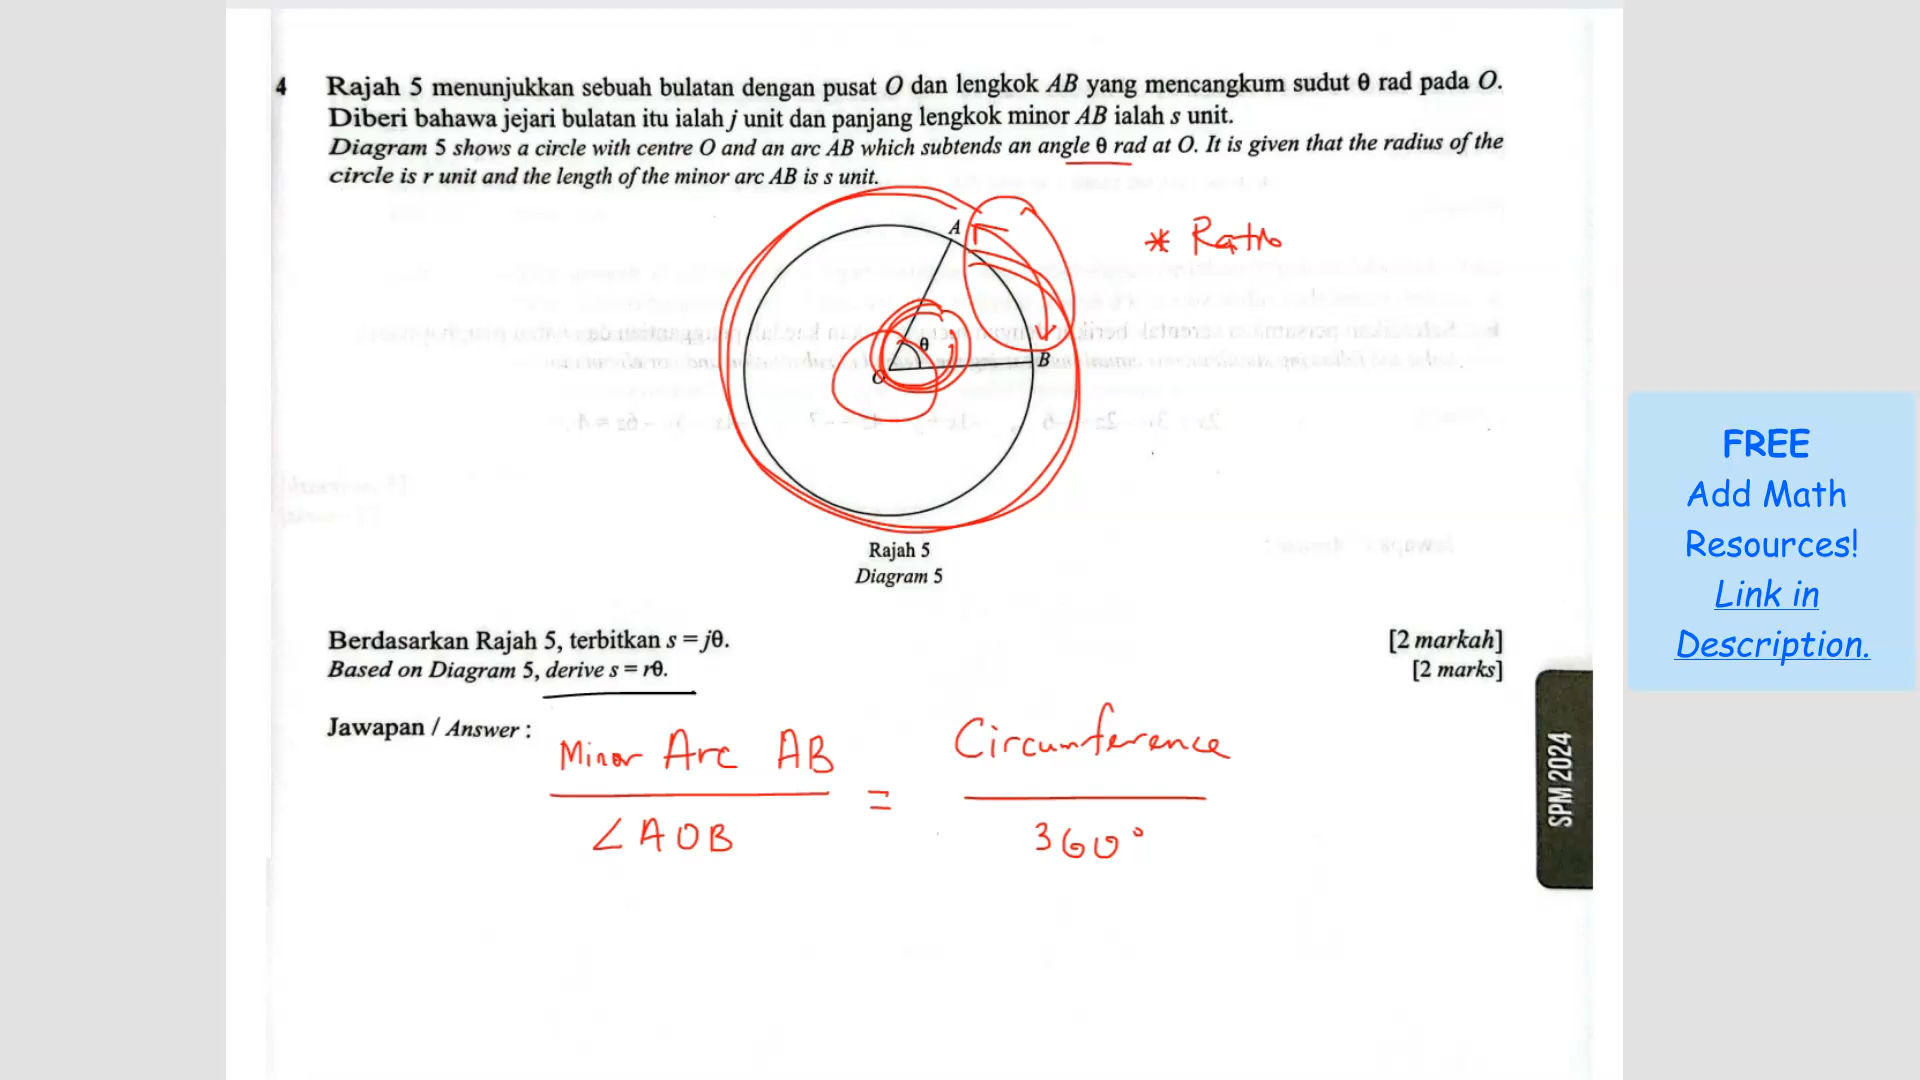 4 Rajah 5 menunjukkan sebuah bulatan dengan pusat O dan lengkok AB yang mencangkum sudut θ rad pada O.
Diberi bahawa jejari bulatan itu ialah j unit dan panjang lengkok minor AB ialah s unit.
Diagram 5 shows a circle with centre O and an arc AB which subtends an angle θ rad at O. It is given that the radius of the
circle is r unit and the length of the minor arc AB is s unit.
A
* Ratio
θ
B
O
Rajah 5
Diagram 5
Berdasarkan Rajah 5, terbitkan s = jθ. [2 markah]
Based on Diagram 5, derive s = rθ. [2 marks]
Jawapan / Answer :
Minor Arc AB
∠AOB
=
Circumference
360°
SPM 2024
FREE
Add Math
Resources!
Link in
Description.